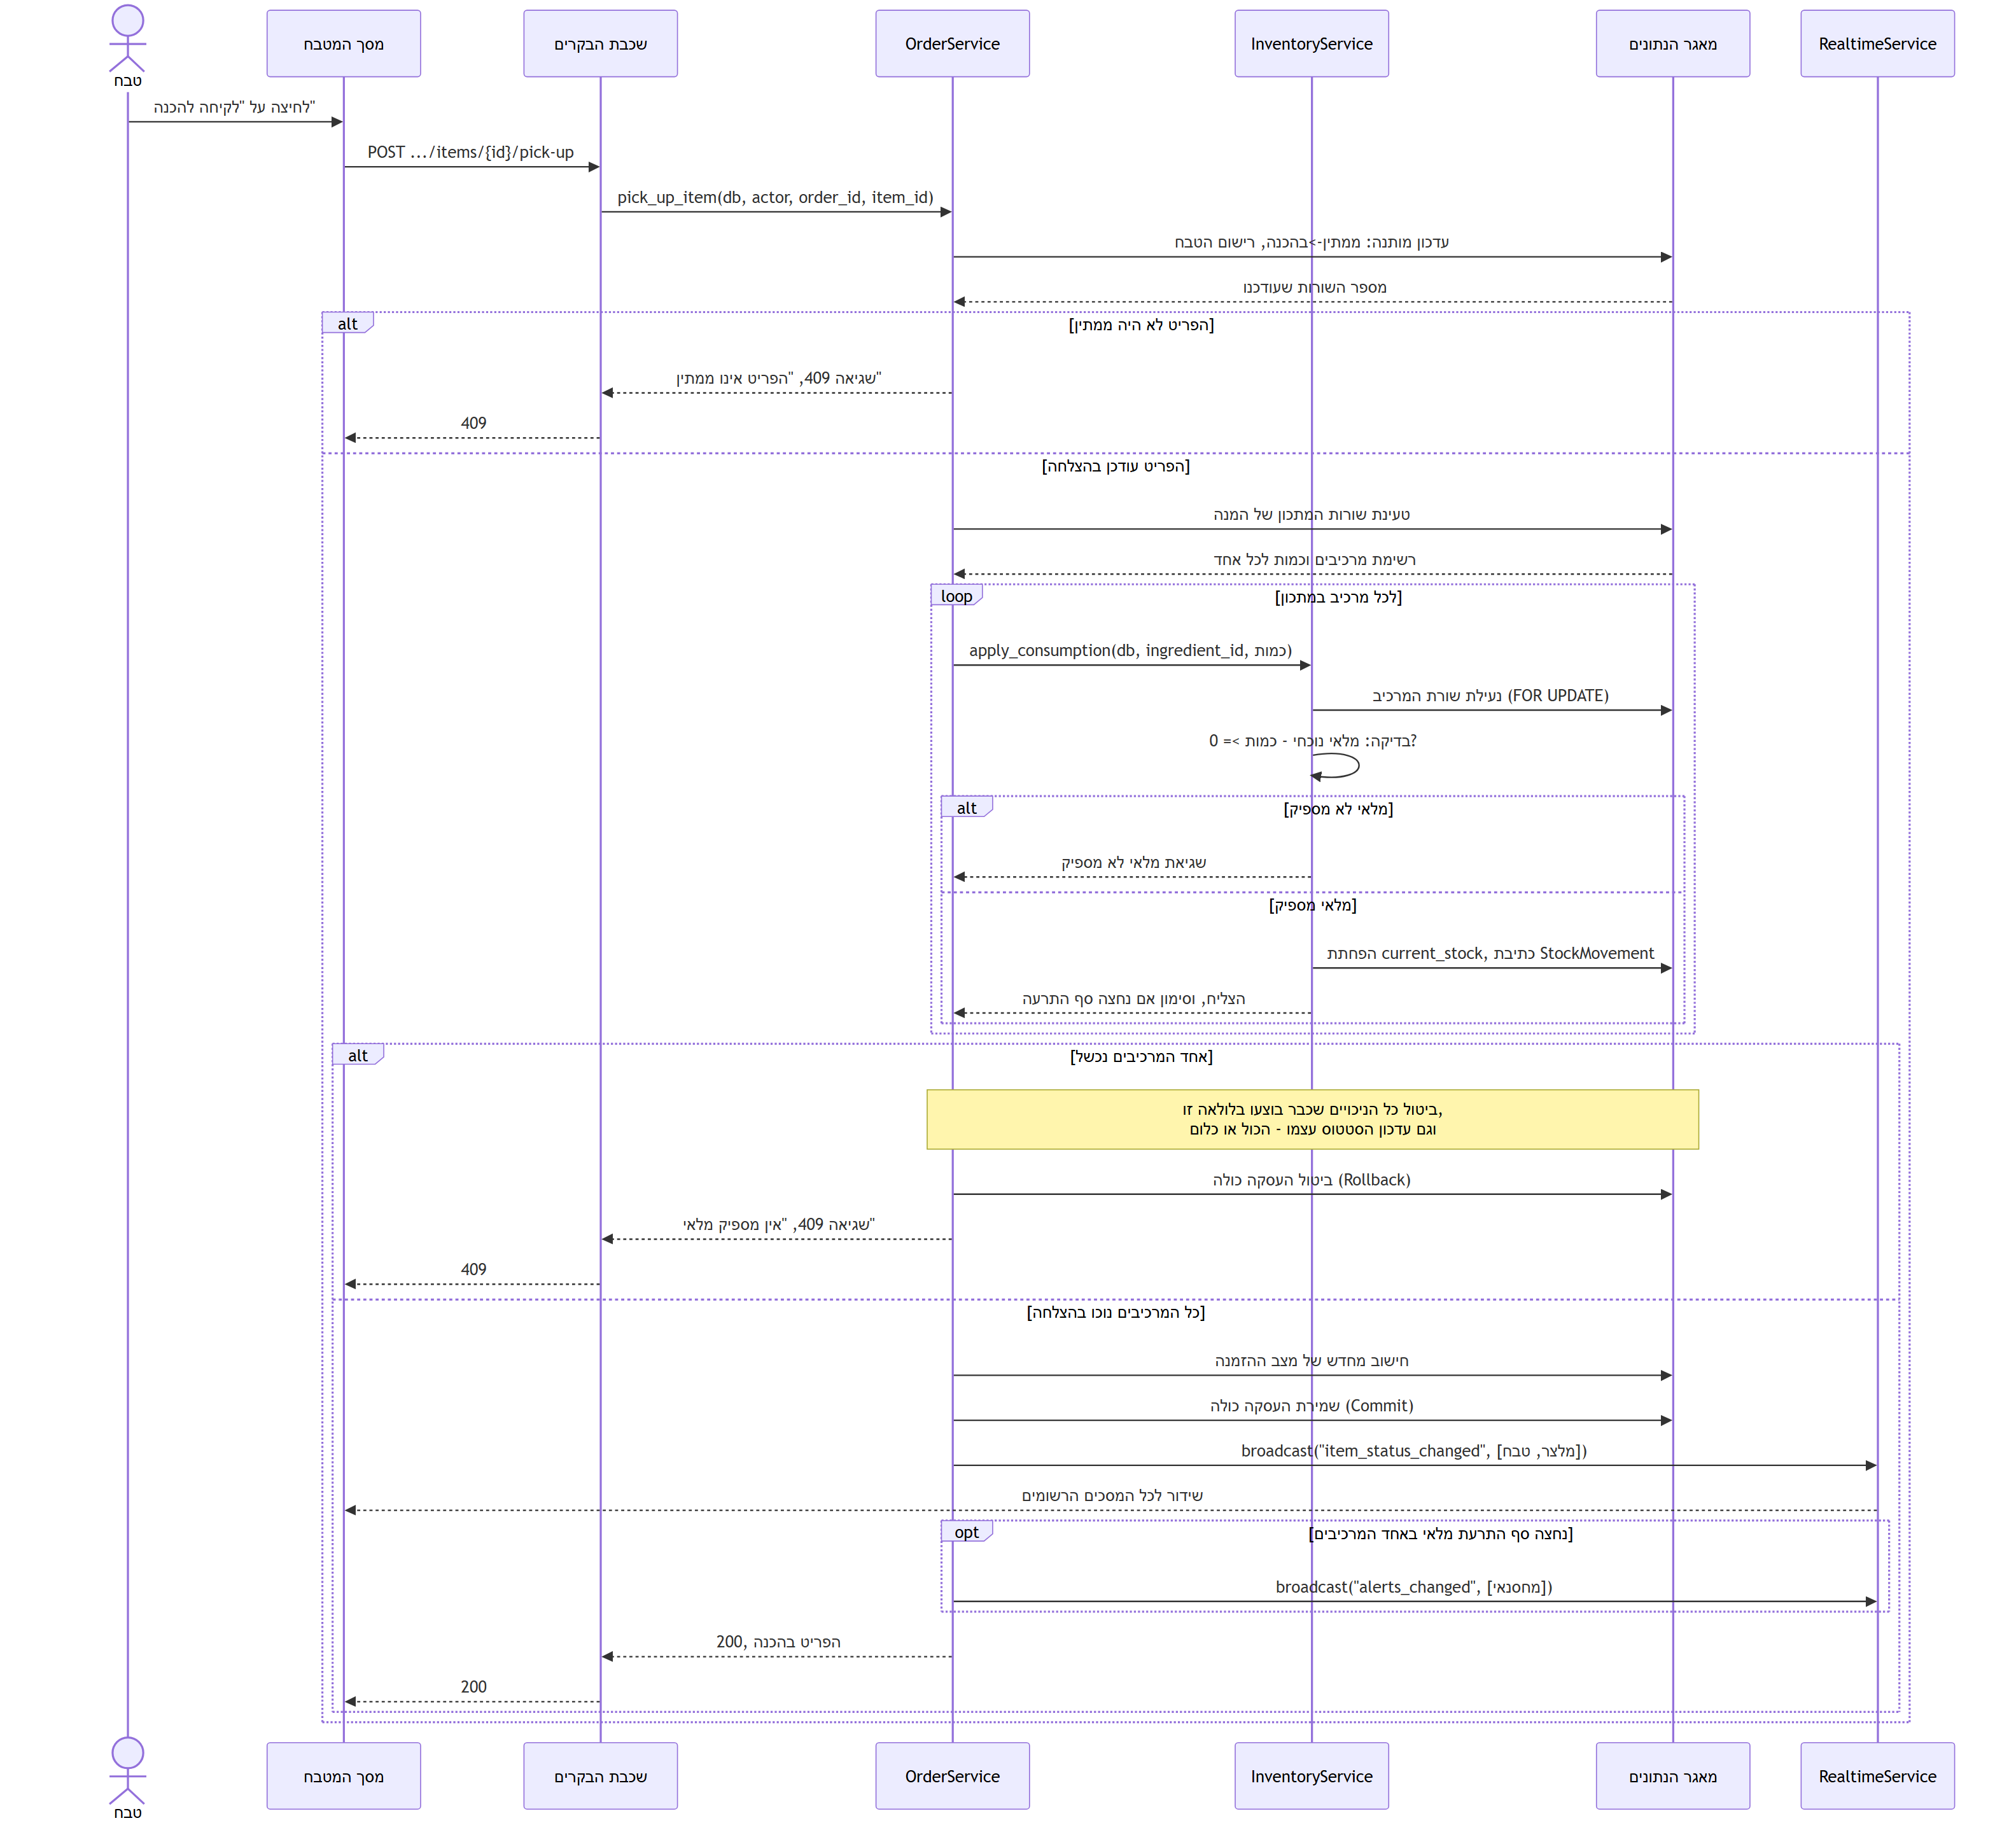 טבח
מסך המטבח
שכבת הבקרים
OrderService
InventoryService
מאגר הנתונים
RealtimeService
לחיצה על "לקיחה להכנה"
POST .../items/{id}/pick-up
pick_up_item(db, actor, order_id, item_id)
עדכון מותנה: ממתין->בהכנה, רישום הטבח
מספר השורות שעודכנו
alt
[הפריט לא היה ממתין]
שגיאה 409, "הפריט אינו ממתין"
409
[הפריט עודכן בהצלחה]
טעינת שורות המתכון של המנה
רשימת מרכיבים וכמות לכל אחד
loop
[לכל מרכיב במתכון]
apply_consumption(db, ingredient_id, כמות)
נעילת שורת המרכיב (FOR UPDATE)
בדיקה: מלאי נוכחי - כמות >= 0?
alt
[מלאי לא מספיק]
שגיאת מלאי לא מספיק
[מלאי מספיק]
הפחתת current_stock, כתיבת StockMovement
הצליח, וסימון אם נחצה סף התרעה
alt
[אחד המרכיבים נכשל]
ביטול כל הניכויים שכבר בוצעו בלולאה זו,
וגם עדכון הסטטוס עצמו - הכול או כלום
ביטול העסקה כולה (Rollback)
שגיאה 409, "אין מספיק מלאי"
409
[כל המרכיבים נוכו בהצלחה]
חישוב מחדש של מצב ההזמנה
שמירת העסקה כולה (Commit)
broadcast("item_status_changed", [מלצר, טבח])
שידור לכל המסכים הרשומים
opt
[נחצה סף התרעת מלאי באחד המרכיבים]
broadcast("alerts_changed", [מחסנאי])
200, הפריט בהכנה
200
טבח
מסך המטבח
שכבת הבקרים
OrderService
InventoryService
מאגר הנתונים
RealtimeService